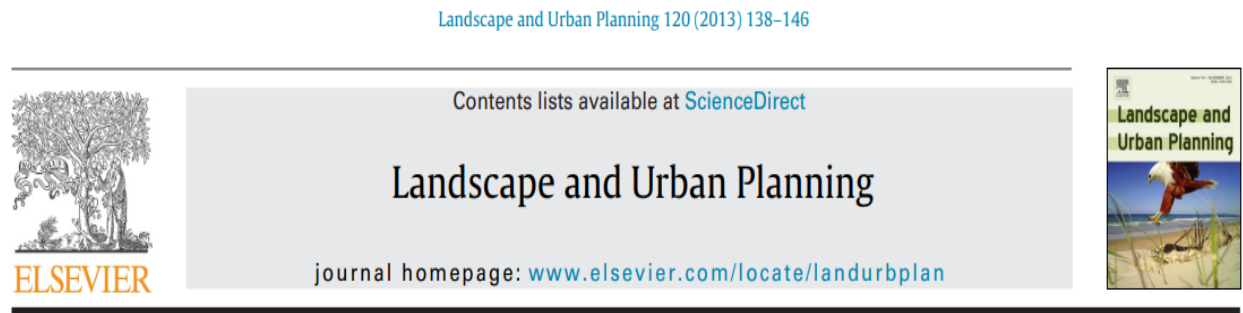 Landscape and Urban Planning 120 (2013) 138–146
Contents lists available at ScienceDirect
Landscape and Urban Planning
journal homepage: www.elsevier.com/locate/landurbplan
ELSEVIER
Landscape and
Urban Planning